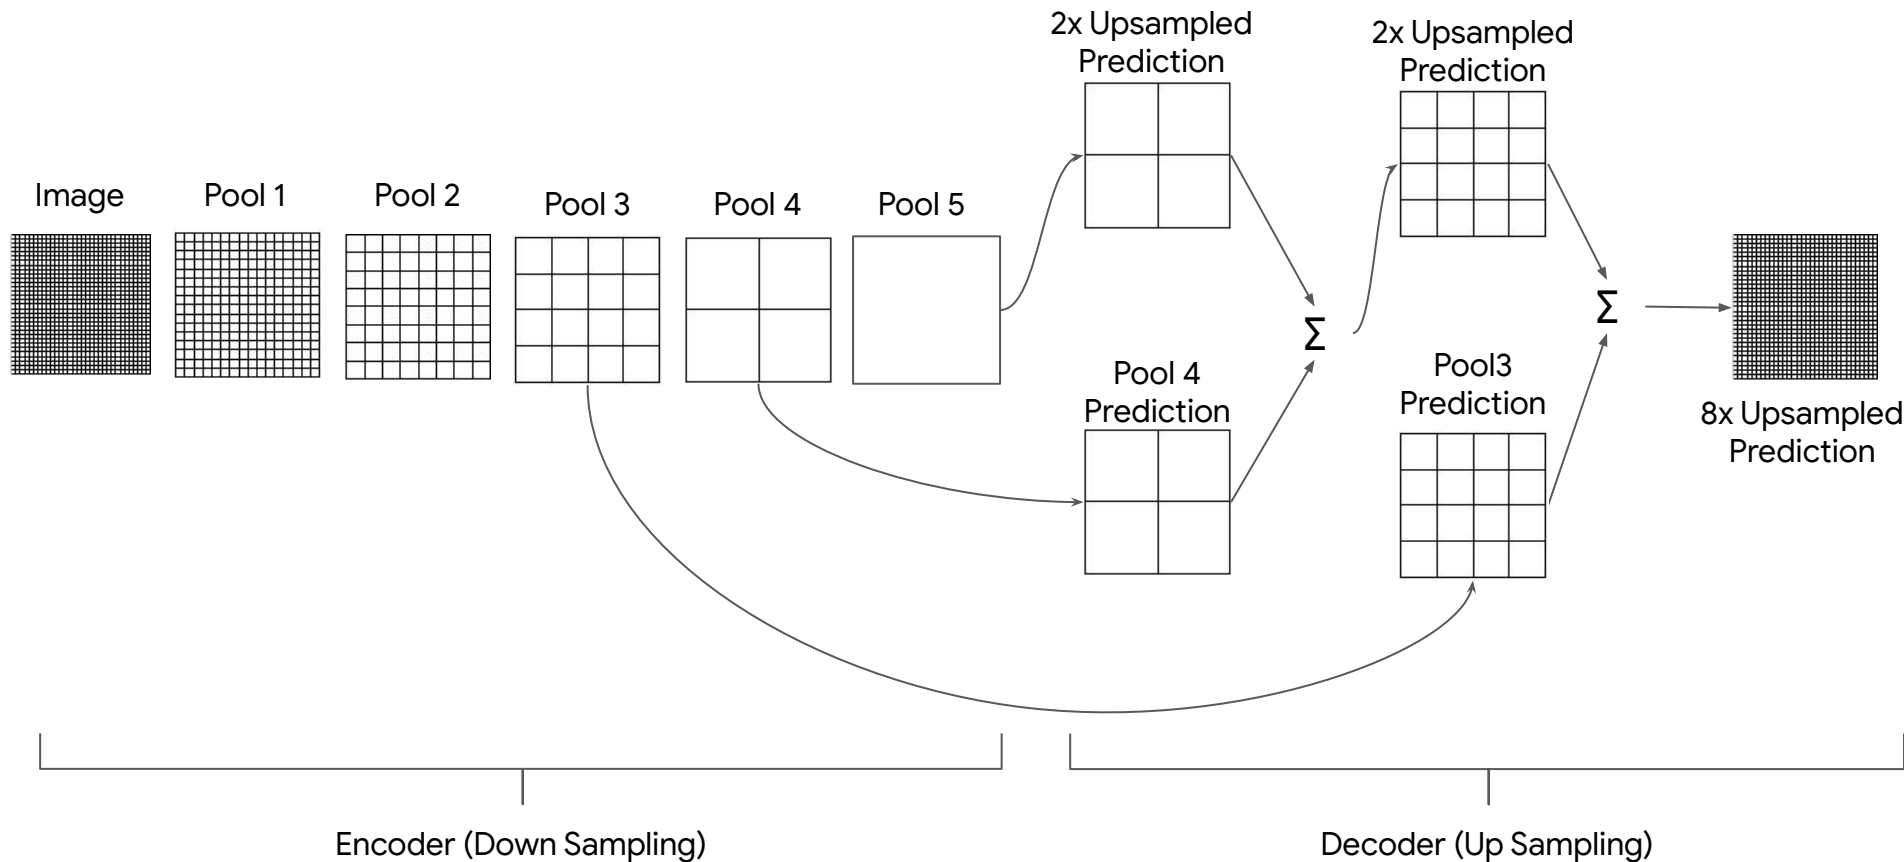 2x Upsampled
Prediction
2x Upsampled
Prediction
Image
Pool 1
Pool 2
Pool 3
Pool 4
Pool 5
Σ
Σ
Pool 4
Prediction
Pool3
Prediction
8x Upsampled
Prediction
Encoder (Down Sampling)
Decoder (Up Sampling)